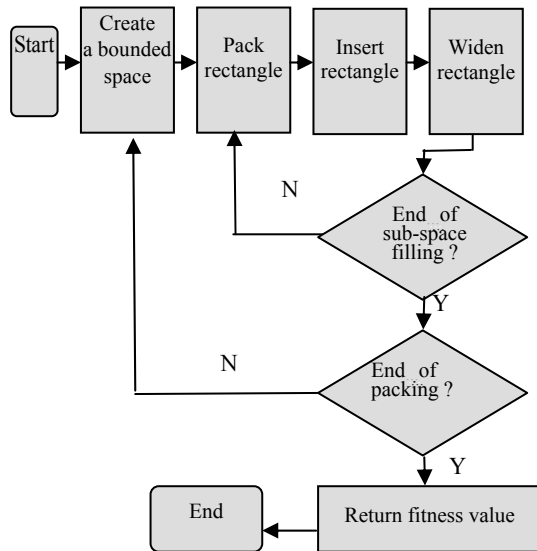 Start
Create
a bounded
space
Pack
rectangle
Insert
rectangle
Widen
rectangle
N
End of
sub-space
filling ?
Y
N
End of
packing ?
Y
End
Return fitness value